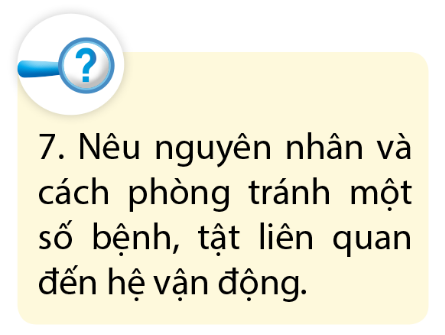 ?
7. Nêu nguyên nhân và
cách phòng tránh một
số bệnh, tật liên quan
đến hệ vận động.